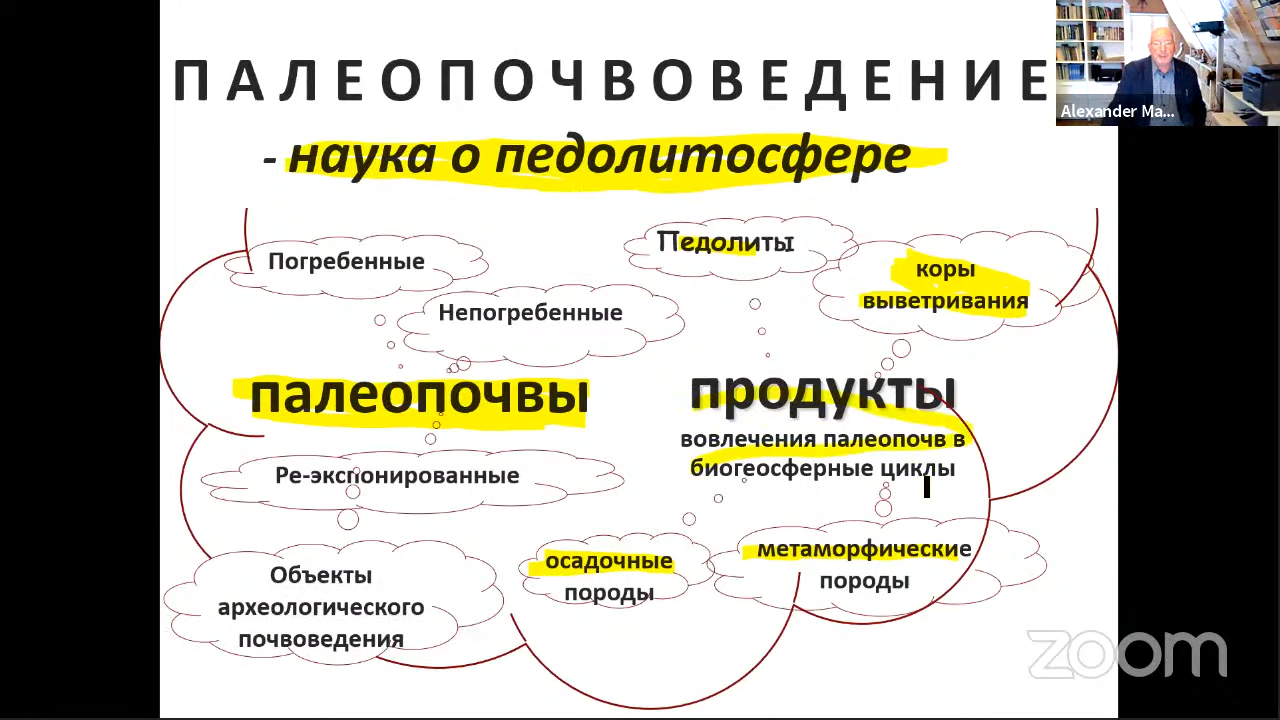 ПАЛЕОПОЧВОВЕДЕНИЕ
Alexander Ma...
- наука о педолитосфере
Погребенные
Непогребенные
палеопочвы
Ре-экспонированные
Объекты
археологического
почвоведения
Педолиты
коры
выветривания
продукты
вовлечения палеопочв в
биогеосферные циклы
осадочные
породы
метаморфические
породы
zoom